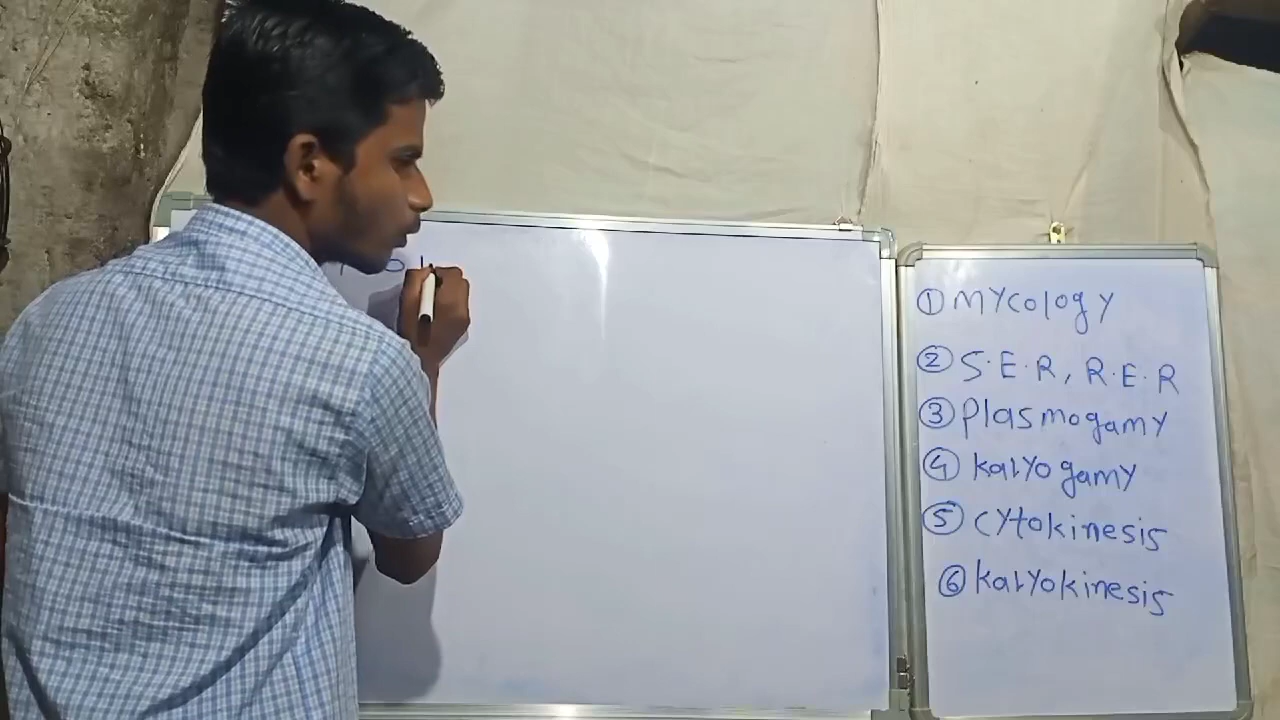 ① Mycology
② S.E.R, R.E.R
③ Plasmogamy
④ karyogamy
⑤ cytokinesis
⑥ karyokinesis